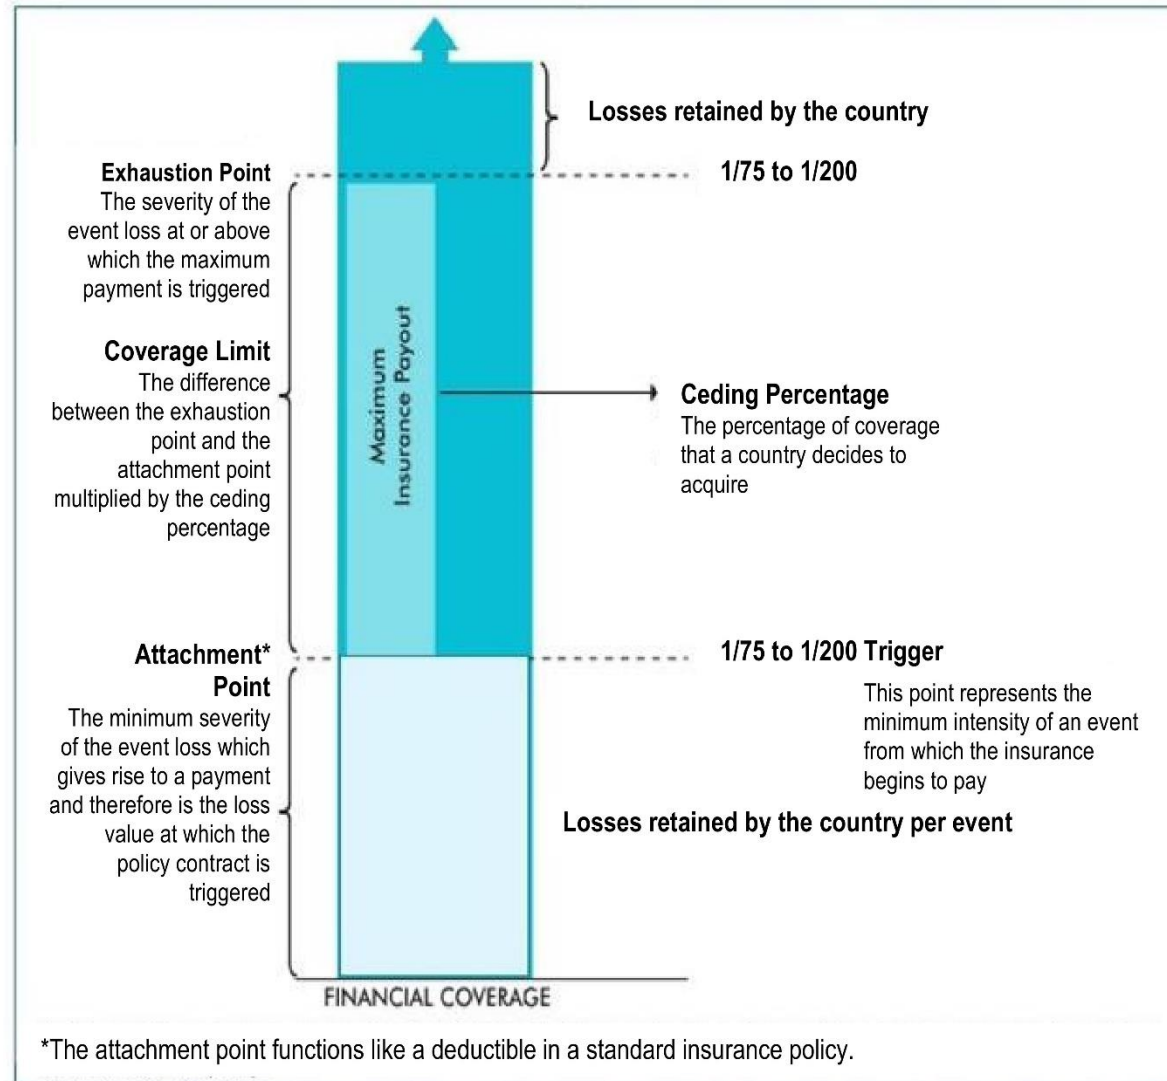 Losses retained by the country
Exhaustion Point
The severity of the
event loss at or above
which the maximum
payment is triggered
1/75 to 1/200
Coverage Limit
The difference
between the exhaustion
point and the
attachment point
multiplied by the ceding
percentage
Maximum
Insurance Payout
Ceding Percentage
The percentage of coverage
that a country decides to
acquire
Attachment*
Point
The minimum severity
of the event loss which
gives rise to a payment
and therefore is the loss
value at which the
policy contract is
triggered
1/75 to 1/200 Trigger
This point represents the
minimum intensity of an event
from which the insurance
begins to pay
Losses retained by the country per event
FINANCIAL COVERAGE
*The attachment point functions like a deductible in a standard insurance policy.